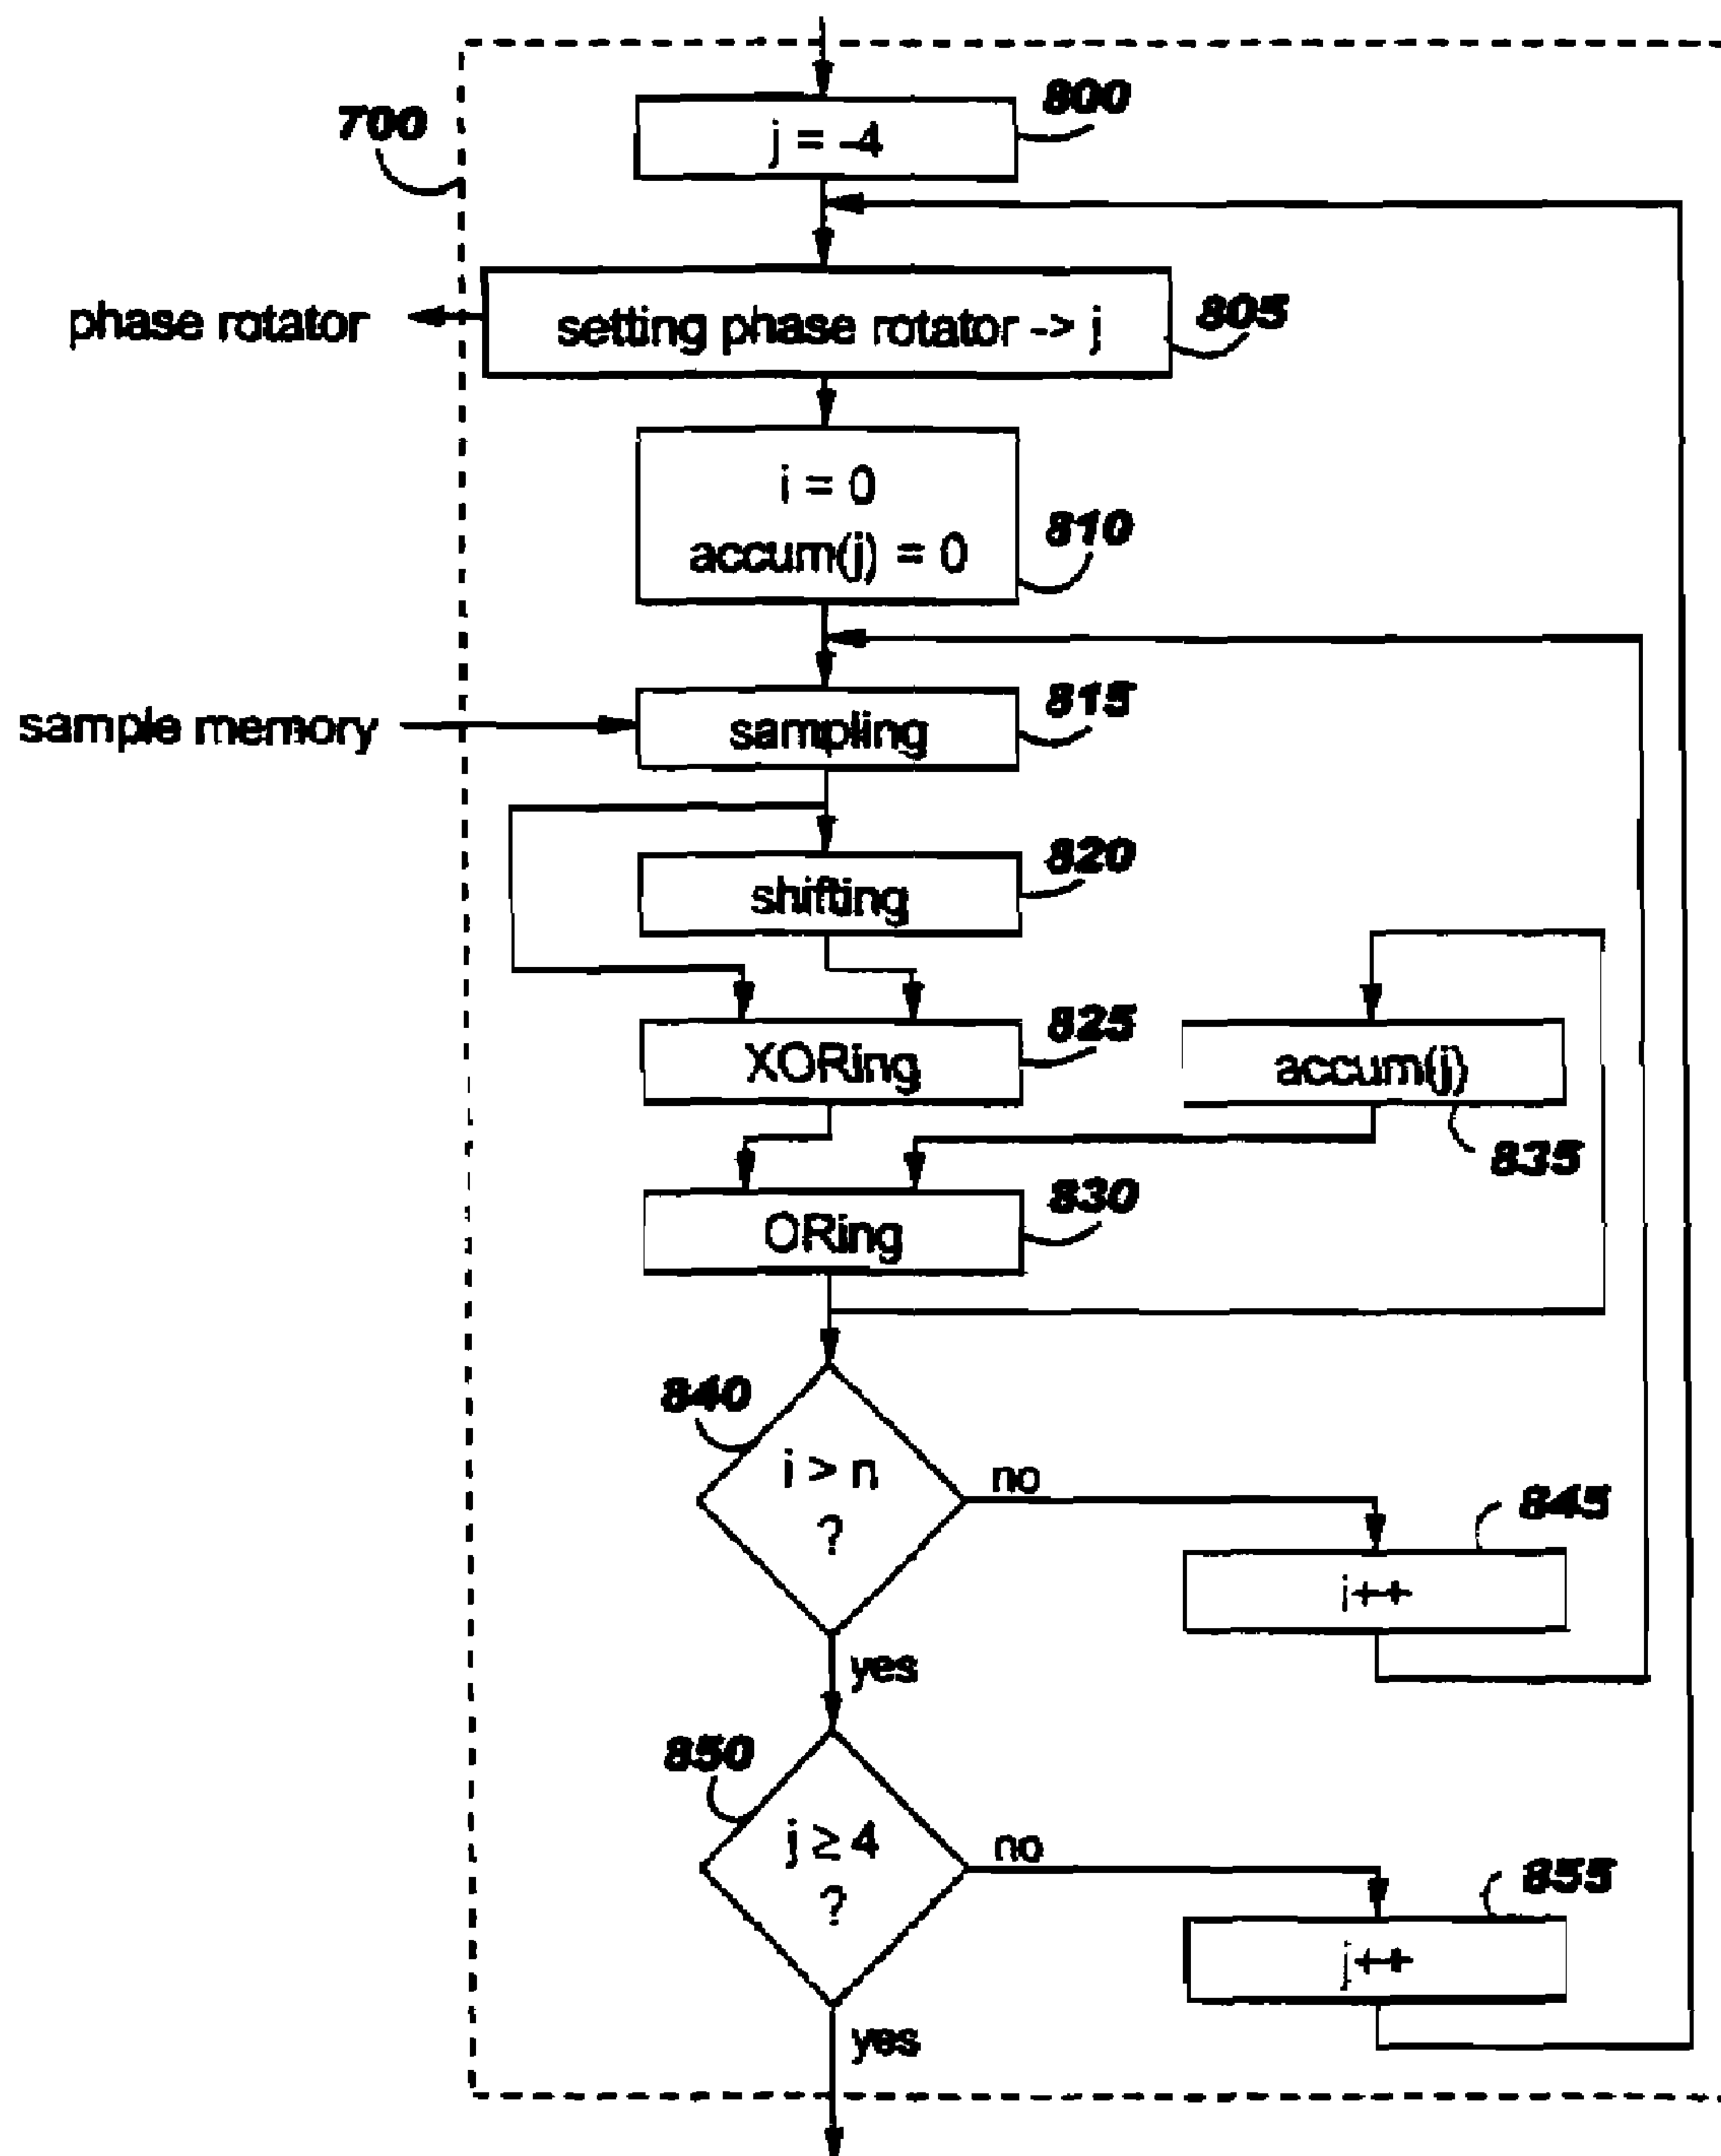 800
700
j = -4
phase rotator
setting phase rotator -> j
805
i = 0
accum(j) = 0
810
sample memory
sampling
815
shifting
820
XORing
825
accum(j)
835
ORing
830
840
i > n
?
no
845
i++
yes
850
j ≥ 4
?
no
855
j++
yes